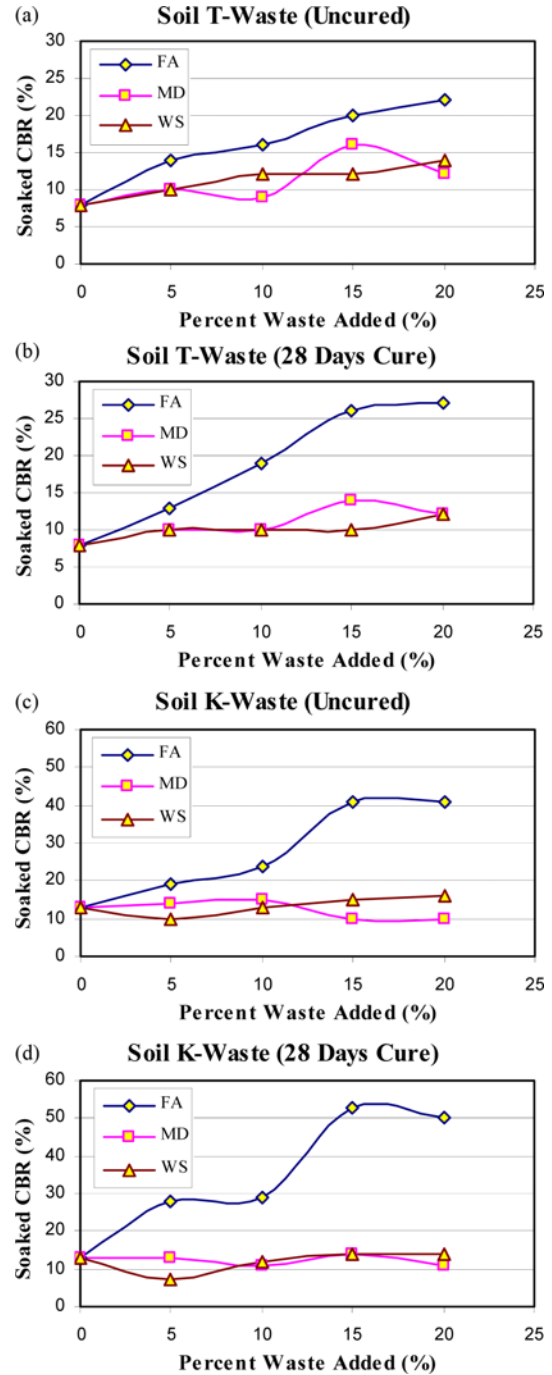 (a)
Soil T-Waste (Uncured)
30
25
20
15
10
5
0
Soaked CBR (%)
FA
MD
WS
0 5 10 15 20 25
Percent Waste Added (%)
(b)
Soil T-Waste (28 Days Cure)
30
25
20
15
10
5
0
Soaked CBR (%)
FA
MD
WS
0 5 10 15 20 25
Percent Waste Added (%)
(c)
Soil K-Waste (Uncured)
60
50
40
30
20
10
0
Soaked CBR (%)
FA
MD
WS
0 5 10 15 20 25
Percent Waste Added (%)
(d)
Soil K-Waste (28 Days Cure)
60
50
40
30
20
10
0
Soaked CBR (%)
FA
MD
WS
0 5 10 15 20 25
Percent Waste Added (%)